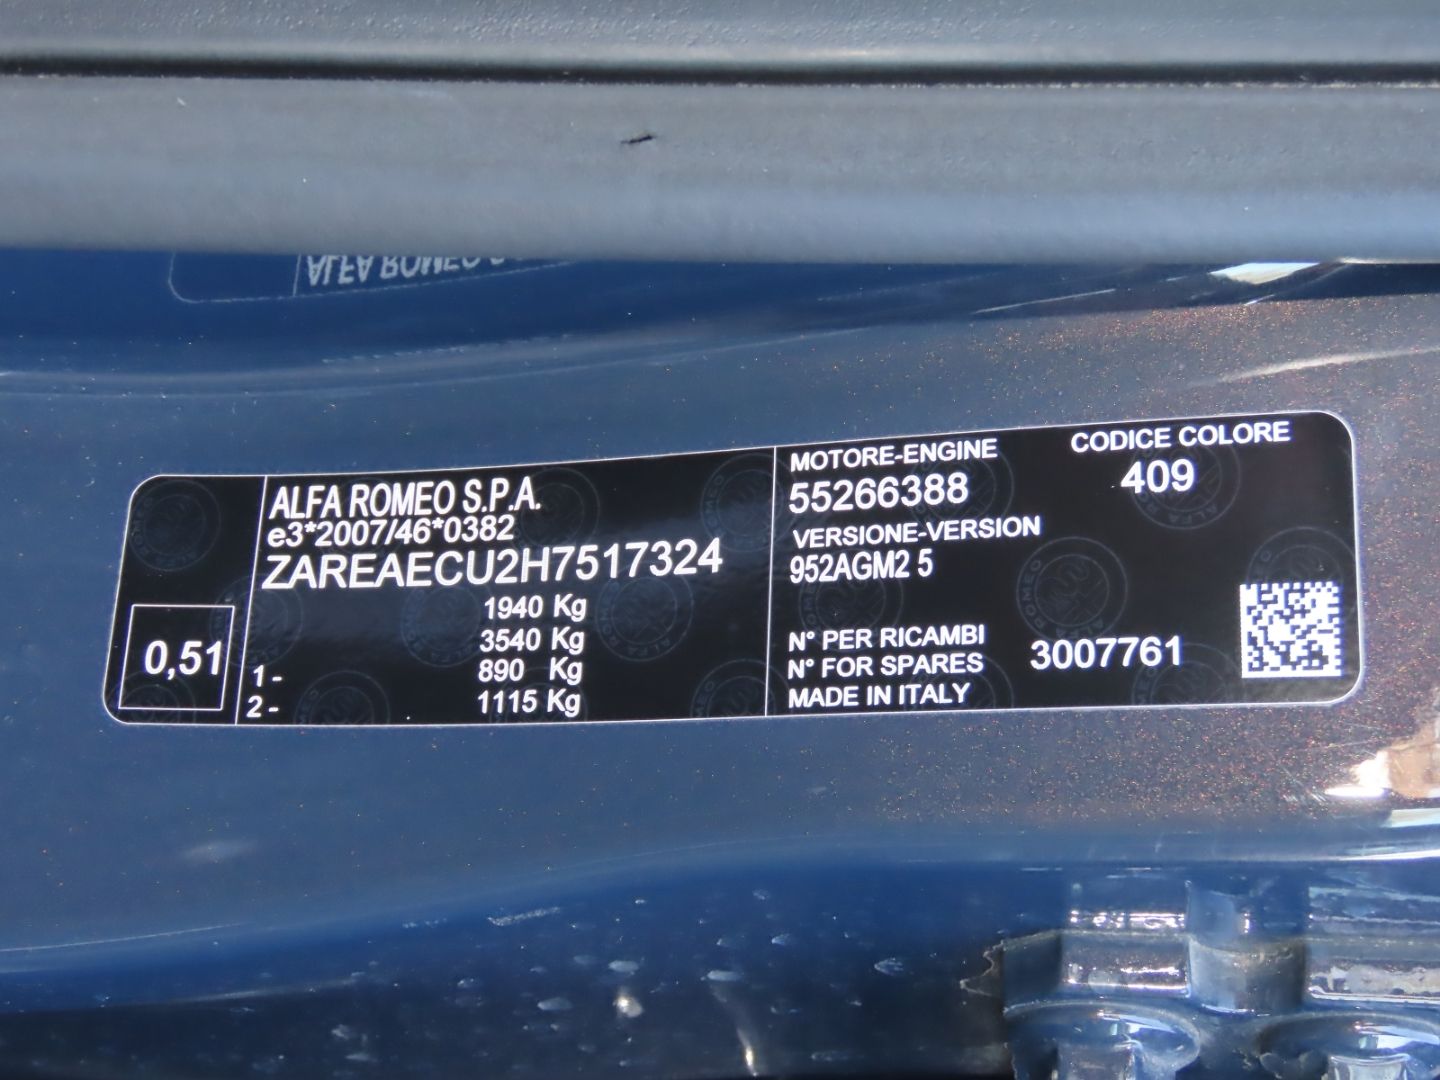 ALFA ROMEO S.P.A.
e3*2007/46*0382
ZAREAECU2H7517324
1940 Kg
3540 Kg
1- 890 Kg
2- 1115 Kg
0,51
MOTORE-ENGINE
55266388
CODICE COLORE
409
VERSIONE-VERSION
952AGM2 5
N° PER RICAMBI
N° FOR SPARES
3007761
MADE IN ITALY